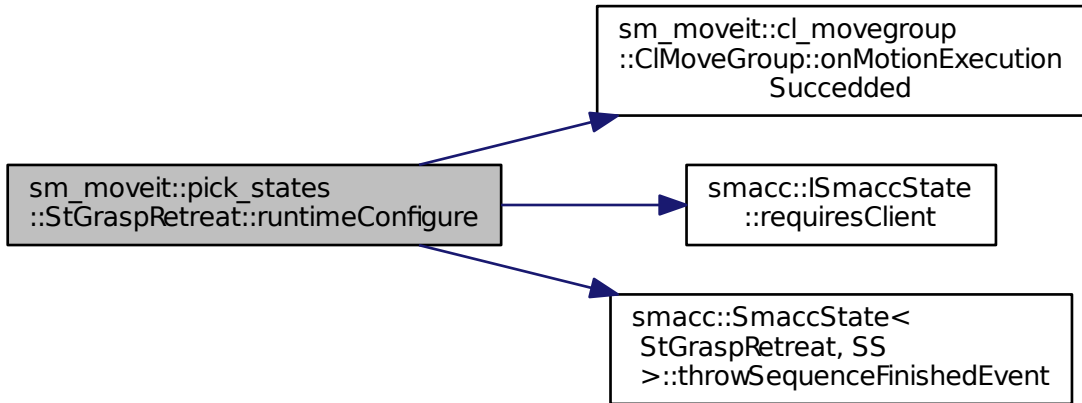 sm_moveit::pick_states
::StGraspRetreat::runtimeConfigure
sm_moveit::cl_movegroup
::ClMoveGroup::onMotionExecution
Succedded
smacc::ISmaccState
::requiresClient
smacc::SmaccState<
StGraspRetreat, SS
>::throwSequenceFinishedEvent